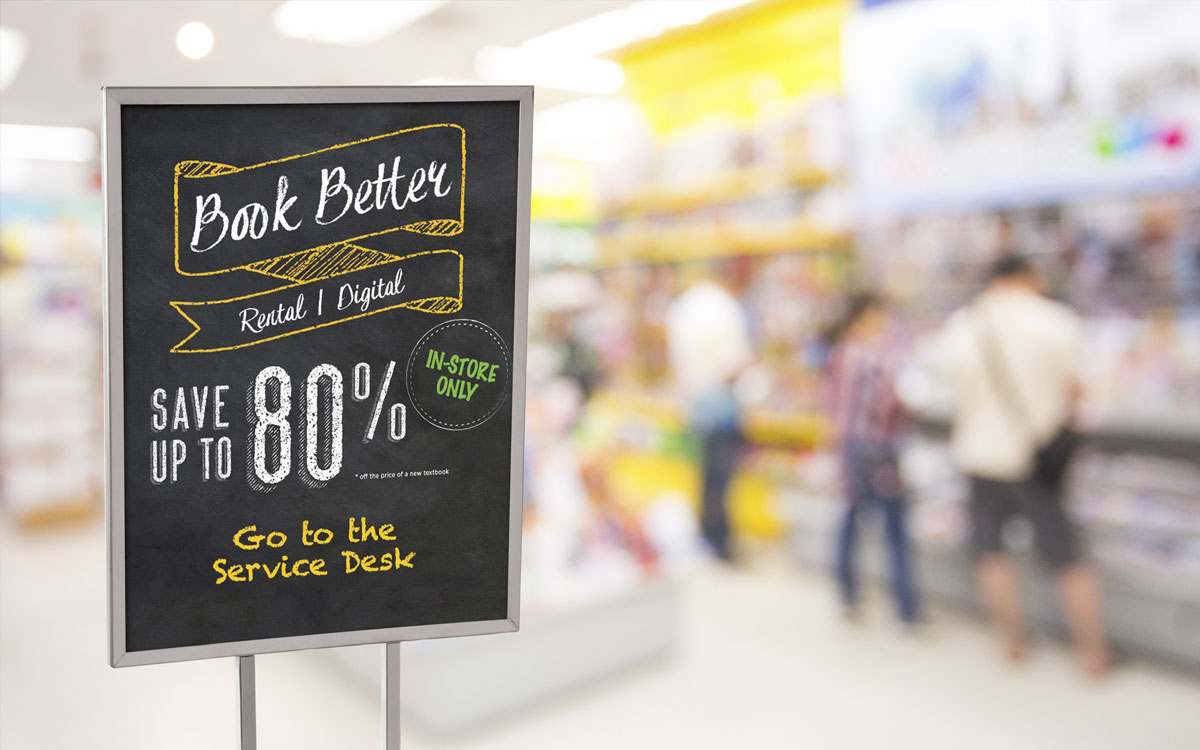 Book Better
Rental | Digital
SAVE
UP TO
80%
IN-STORE
ONLY
* off the price of a new textbook
Go to the
Service Desk